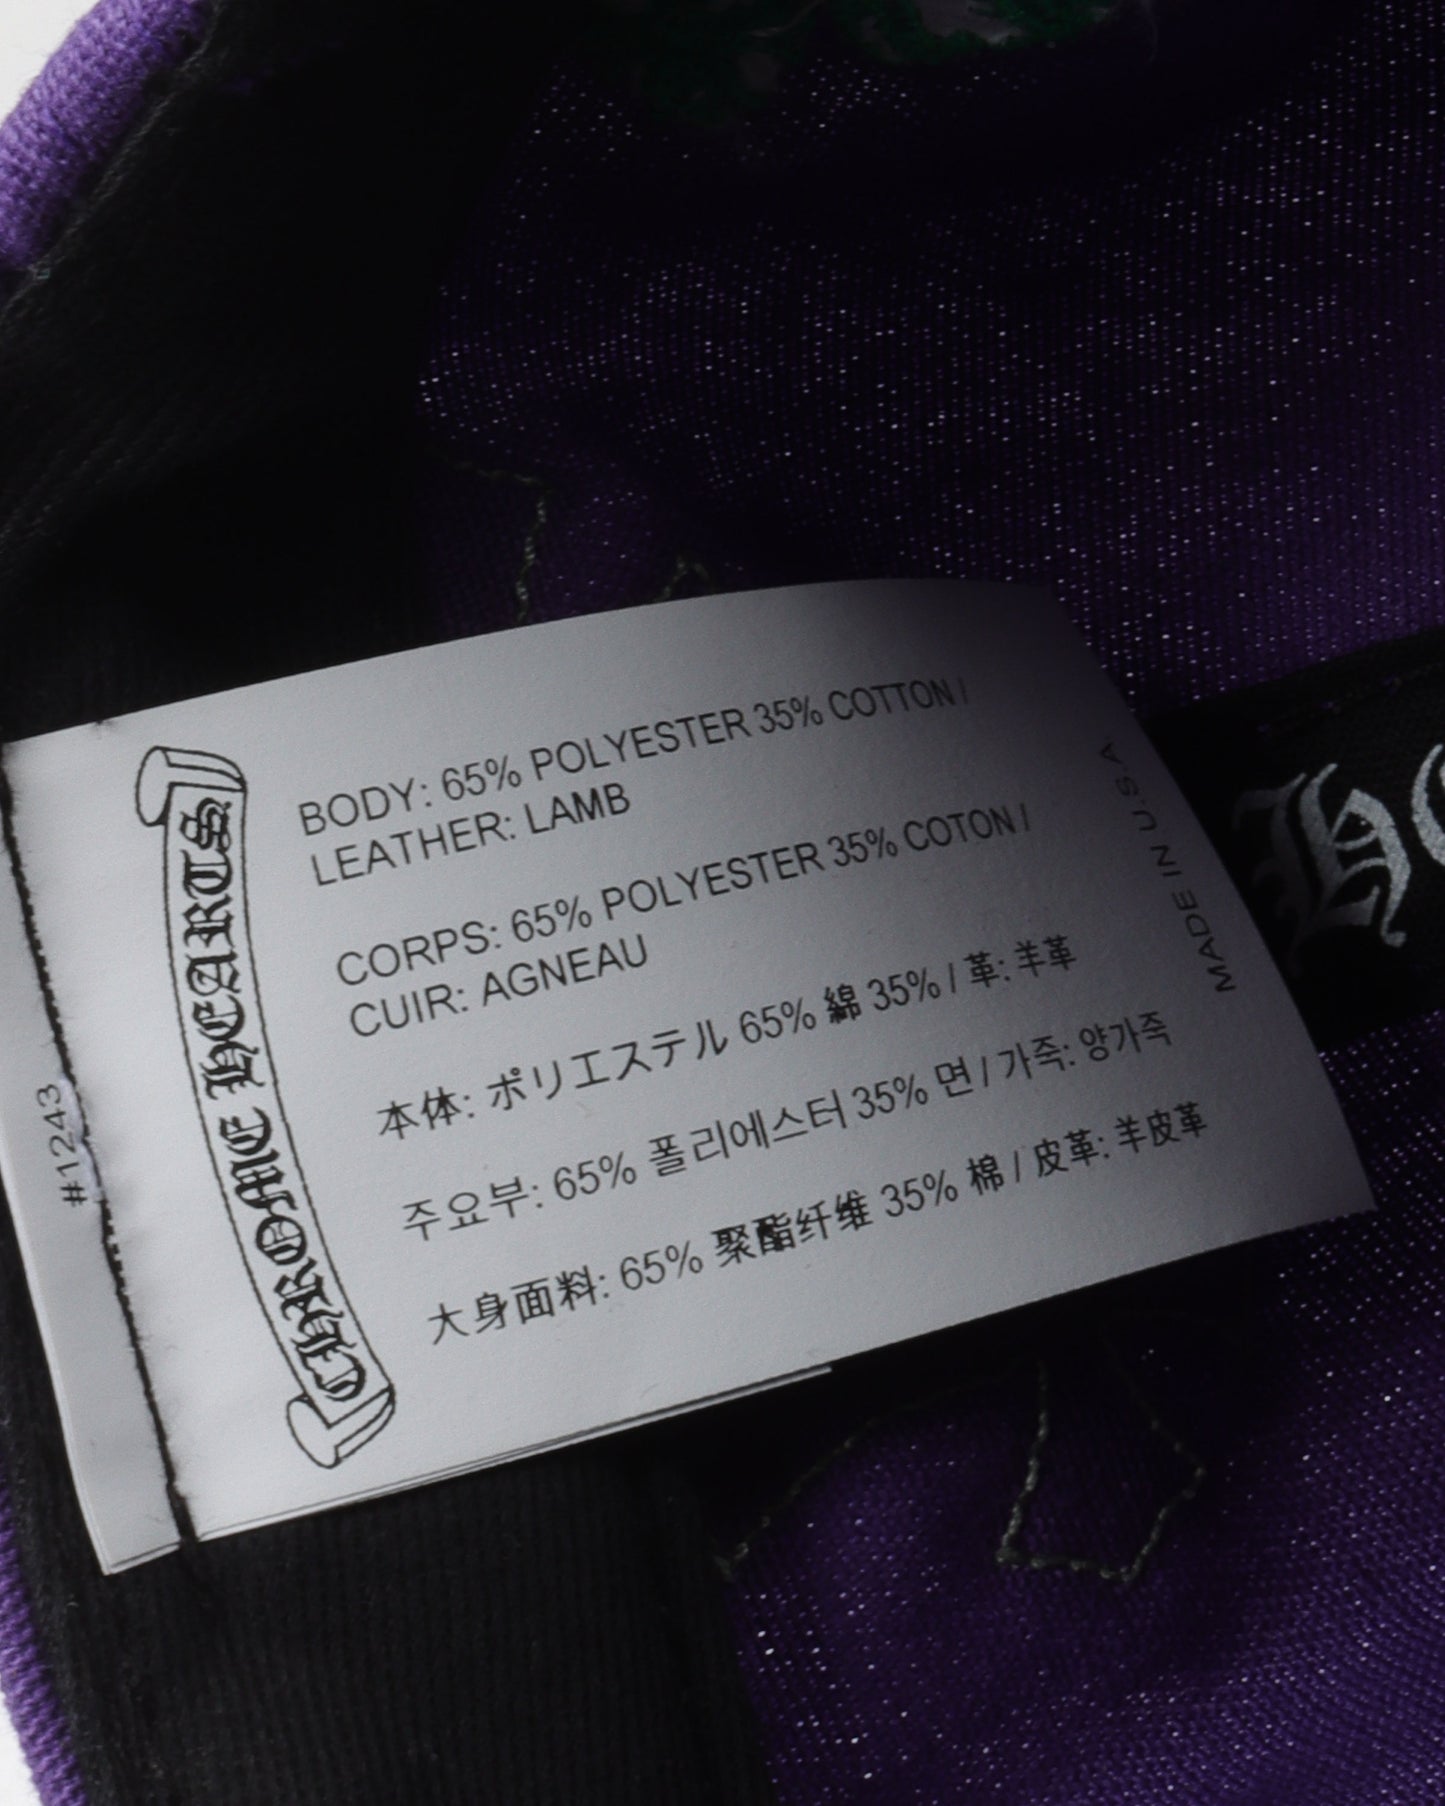 BODY: 65% POLYESTER 35% COTTON /
LEATHER: LAMB
CORPS: 65% POLYESTER 35% COTON /
CUIR: AGNEAU
本体: ポリエステル 65% 綿 35% / 革: 羊革
주요부: 65% 폴리에스터 35% 면 / 가죽: 양가죽
大身面料: 65% 聚酯纤维 35% 棉 / 皮革: 羊皮革
CHROME HEARTS
#1243
MADE IN U.S.A